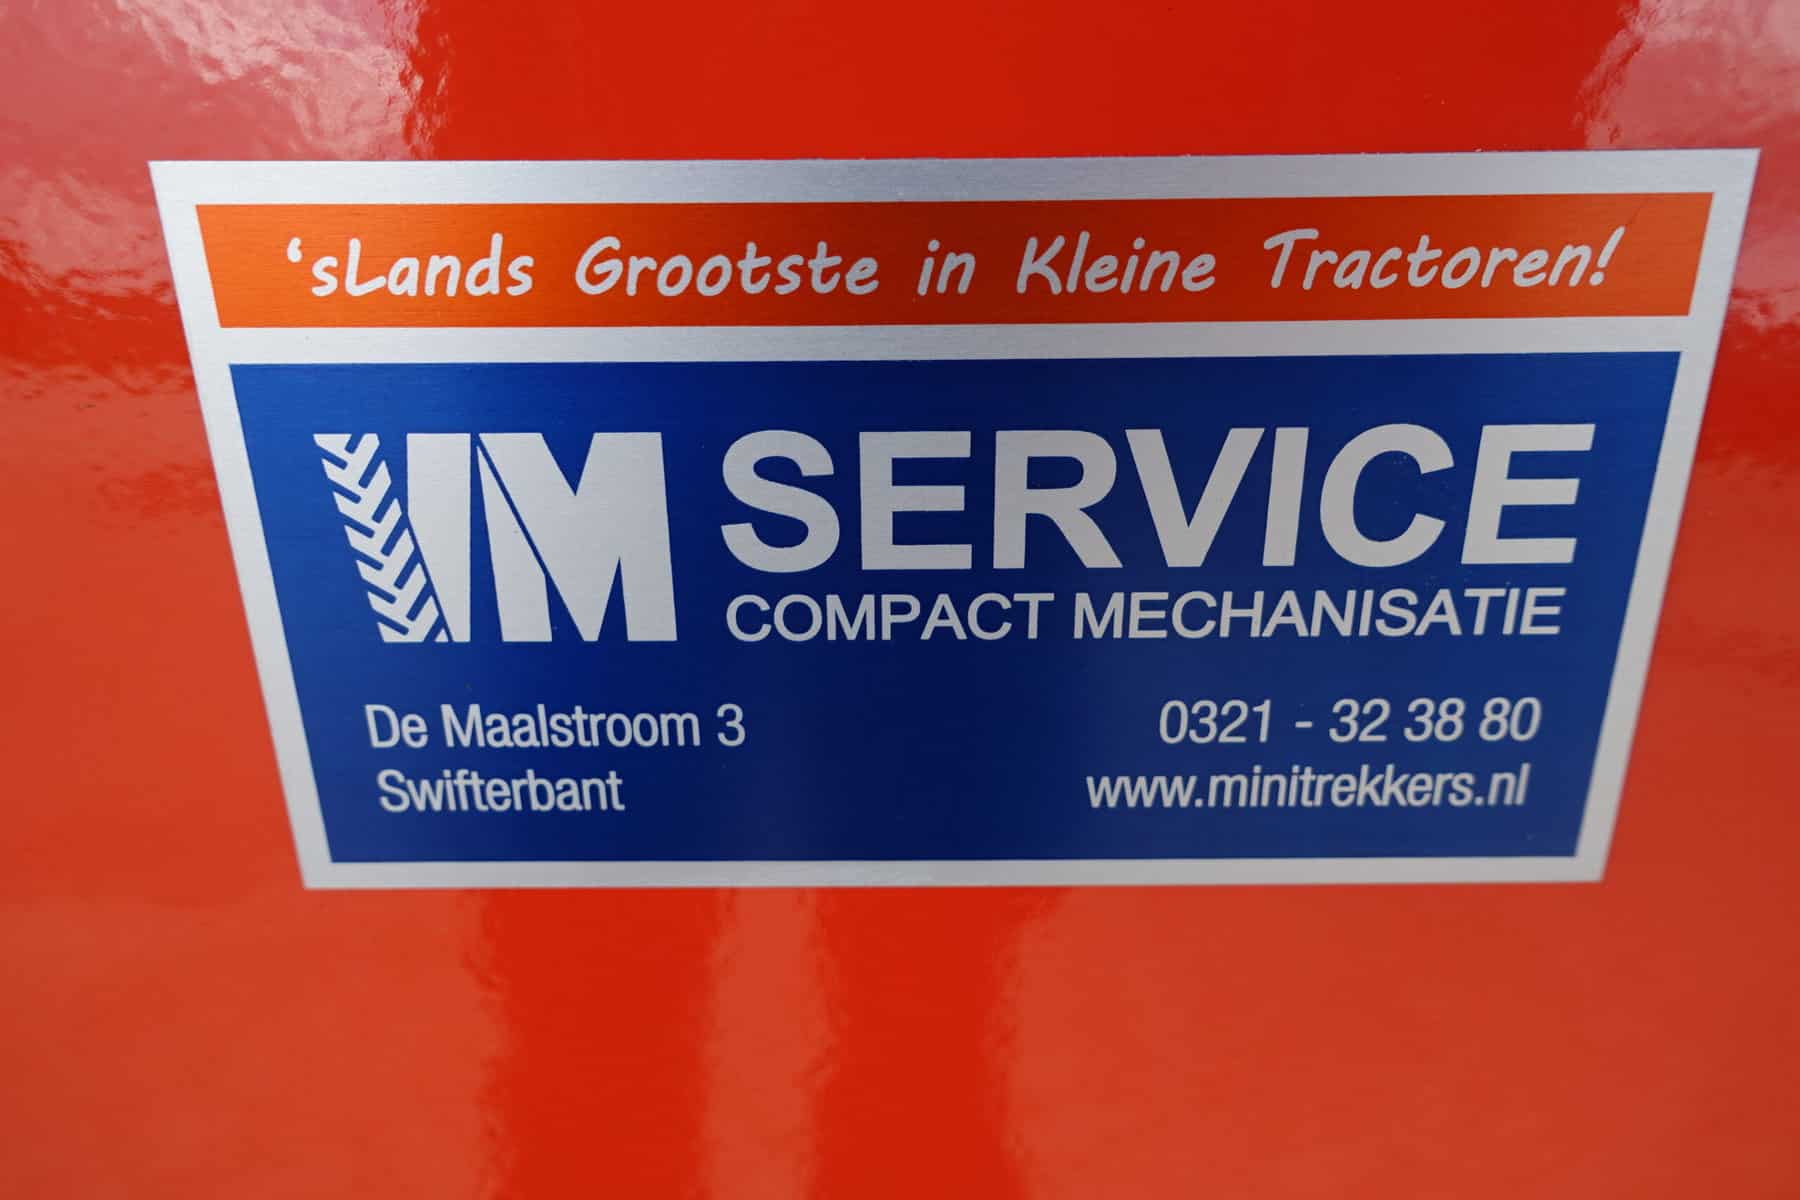 ‘sLands Grootste in Kleine Tractoren!
IM SERVICE
COMPACT MECHANISATIE
De Maalstroom 3
Swifterbant
0321 - 32 38 80
www.minitrekkers.nl